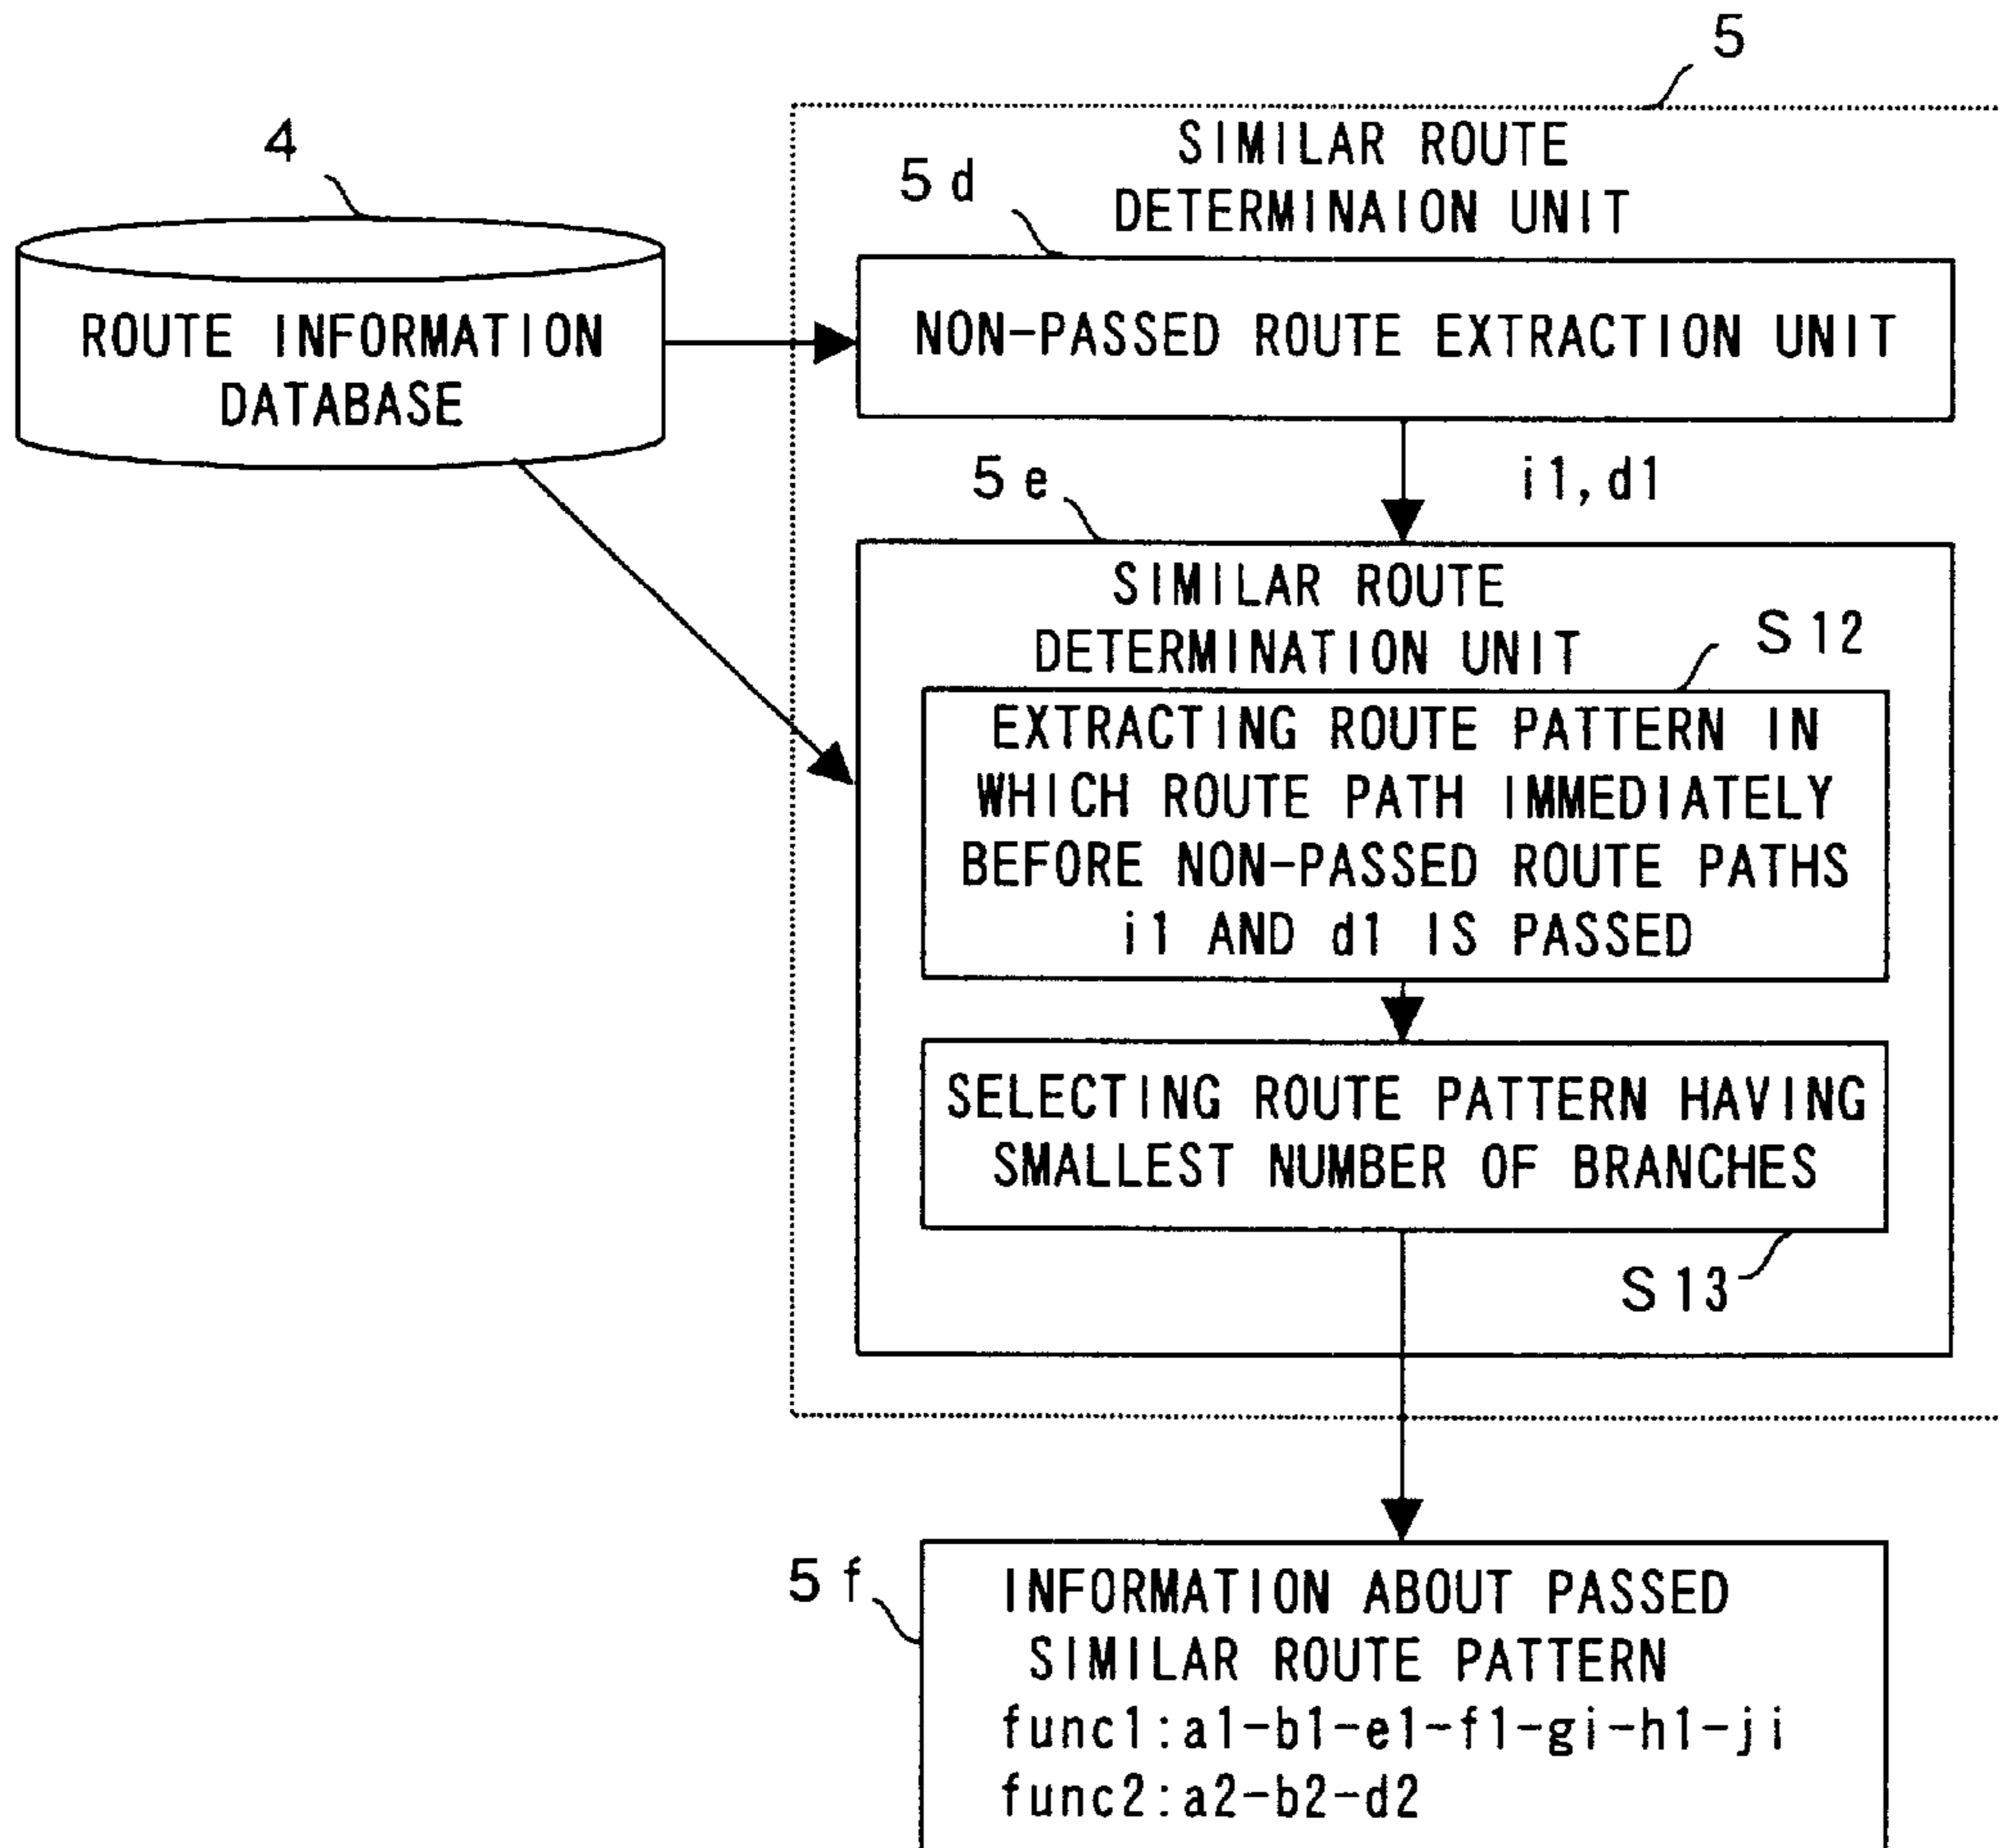 5
4
SIMILAR ROUTE
DETERMINAION UNIT
5d
ROUTE INFORMATION
DATABASE
NON-PASSED ROUTE EXTRACTION UNIT
5e
i1,d1
SIMILAR ROUTE
DETERMINATION UNIT
S12
EXTRACTING ROUTE PATTERN IN
WHICH ROUTE PATH IMMEDIATELY
BEFORE NON-PASSED ROUTE PATHS
i1 AND d1 IS PASSED
SELECTING ROUTE PATTERN HAVING
SMALLEST NUMBER OF BRANCHES
S13
5f
INFORMATION ABOUT PASSED
SIMILAR ROUTE PATTERN
func1:a1-b1-e1-f1-gi-h1-ji
func2:a2-b2-d2